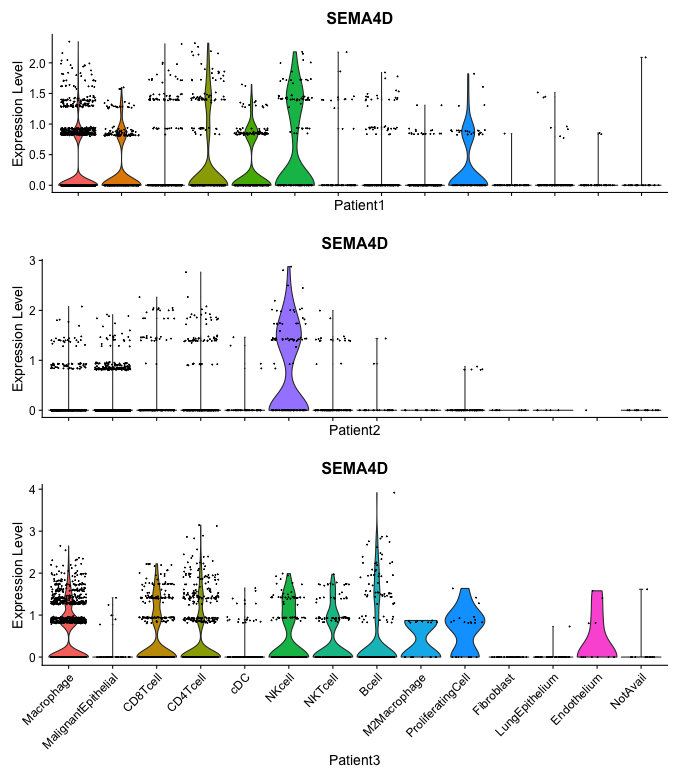 SEMA4D
Expression Level
2.0
1.5
1.0
0.5
0.0
Patient1
SEMA4D
Expression Level
3
2
1
0
Patient2
SEMA4D
Expression Level
4
3
2
1
0
Macrophage
MalignantEpithelial
CD8Tcell
CD4Tcell
cDC
NKcell
NKTcell
Bcell
M2Macrophage
ProliferatingCell
Fibroblast
LungEpithelium
Endothelium
NotAvail
Patient3